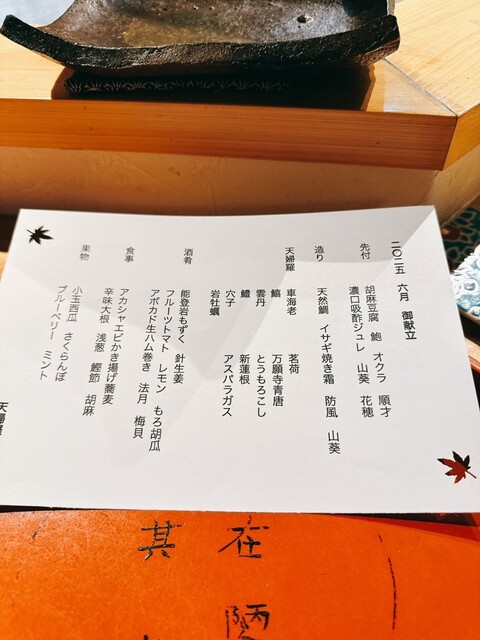 二〇二五　六月　御献立
先付　胡麻豆腐　鮑　オクラ　順才
濃口吸酢ジュレ　山葵　花穂
造り　天然鯛　イサギ焼き霜　防風　山葵
天婦羅　車海老　茗荷
鱚　万願寺青唐
雲丹　とうもろこし
鱧　新蓮根
穴子　アスパラガス
岩牡蠣
酒肴　能登岩もずく　針生姜
フルーツトマト　レモン　もろ胡瓜
アボカド生ハム巻き　法月　梅貝
食事　アカシャエビかき揚げ蕎麦
辛味大根　浅葱　鰹節　胡麻
果物　小玉西瓜　さくらんぼ
ブルーベリー　ミント
天婦羅
在
其